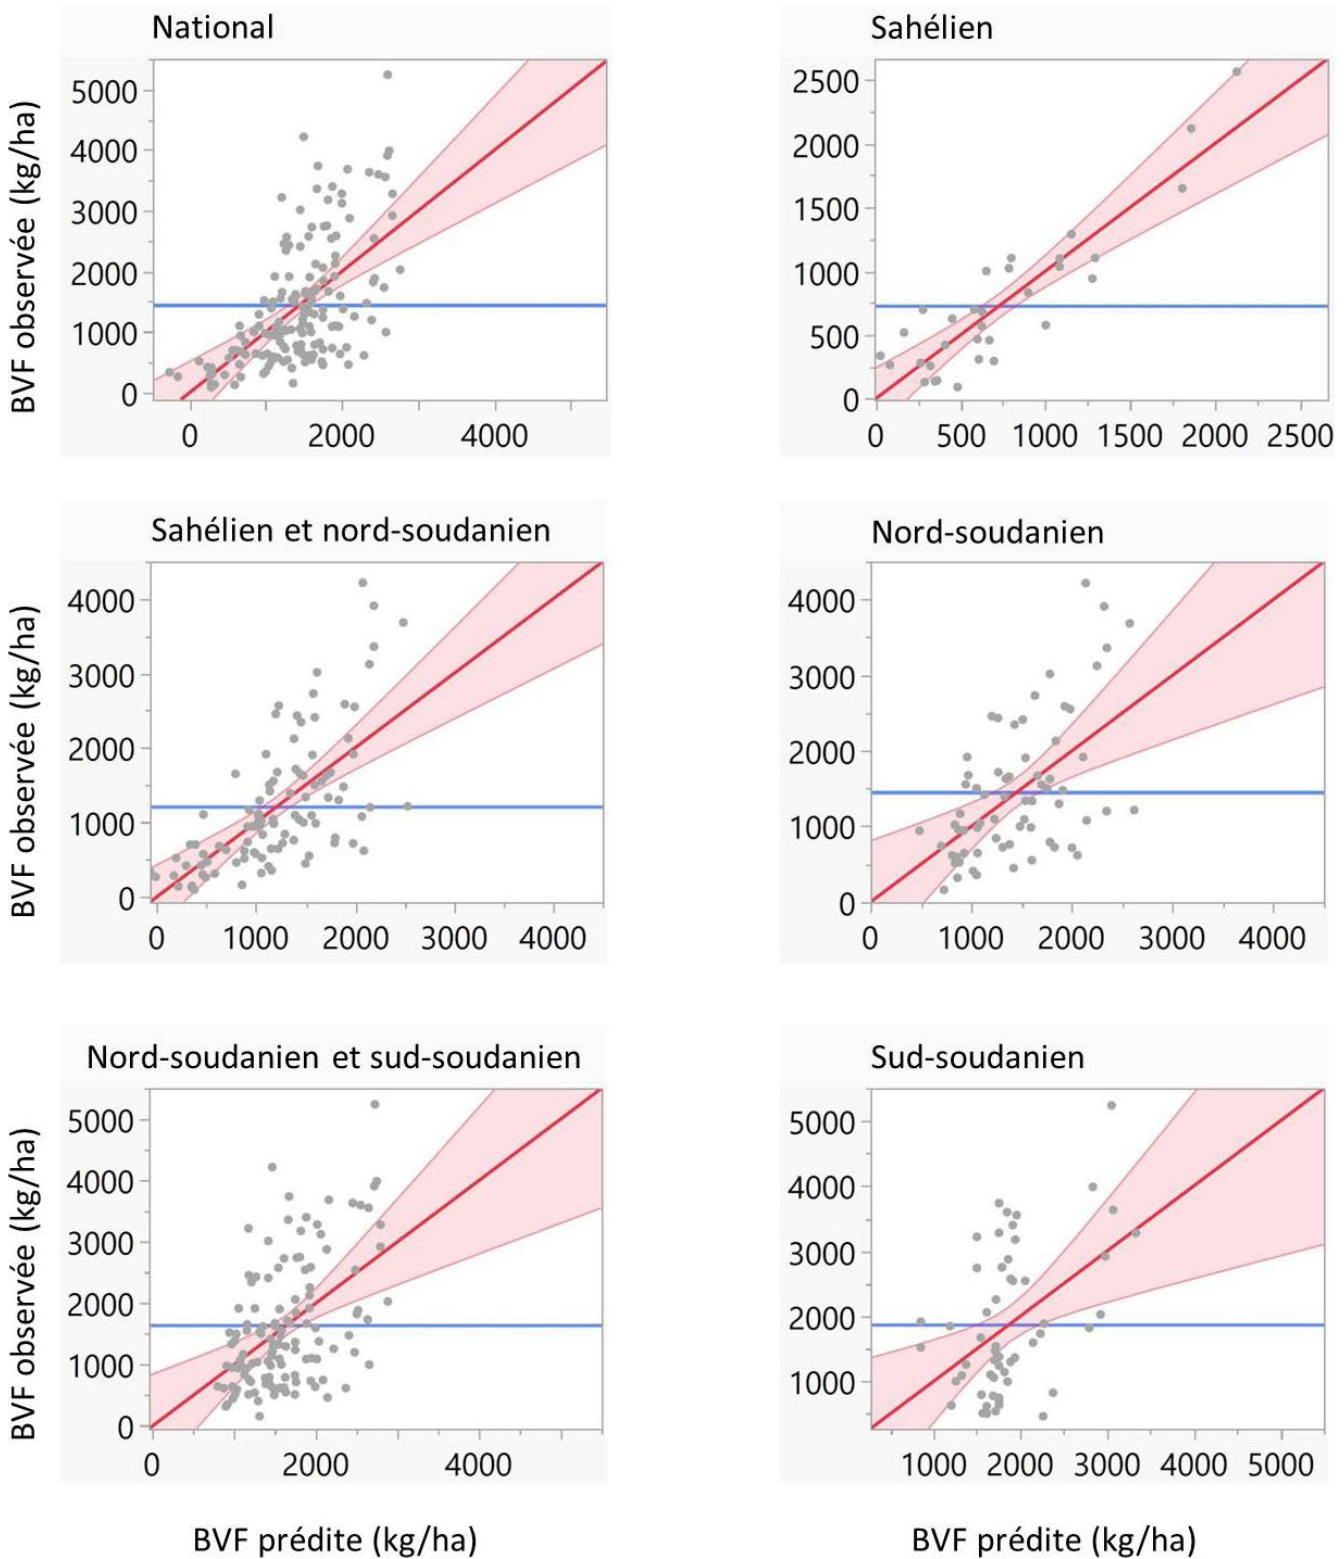 National
BVF observée (kg/ha)
5000
4000
3000
2000
1000
0
0 2000 4000
Sahélien
2500
2000
1500
1000
500
0
0 500 1000 1500 2000 2500
Sahélien et nord-soudanien
BVF observée (kg/ha)
4000
3000
2000
1000
0
0 1000 2000 3000 4000
Nord-soudanien
4000
3000
2000
1000
0
0 1000 2000 3000 4000
Nord-soudanien et sud-soudanien
BVF observée (kg/ha)
5000
4000
3000
2000
1000
0
0 2000 4000
BVF prédite (kg/ha)
Sud-soudanien
5000
4000
3000
2000
1000
1000 2000 3000 4000 5000
BVF prédite (kg/ha)